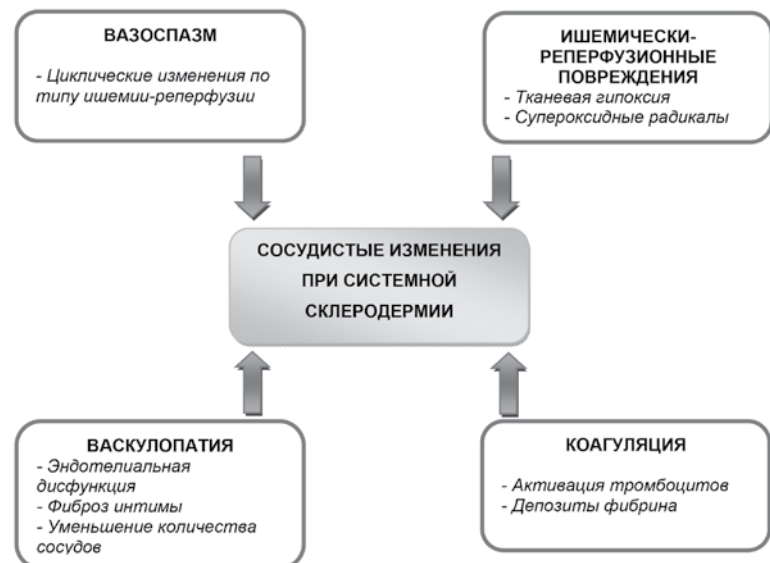 ВАЗОСПАЗМ
- Циклические изменения по
типу ишемии-реперфузии
ИШЕМИЧЕСКИ-
РЕПЕРФУЗИОННЫЕ
ПОВРЕЖДЕНИЯ
- Тканевая гипоксия
- Супероксидные радикалы
СОСУДИСТЫЕ ИЗМЕНЕНИЯ
ПРИ СИСТЕМНОЙ
СКЛЕРОДЕРМИИ
ВАСКУЛОПАТИЯ
- Эндотелиальная
дисфункция
- Фиброз интимы
- Уменьшение количества
сосудов
КОАГУЛЯЦИЯ
- Активация тромбоцитов
- Депозиты фибрина